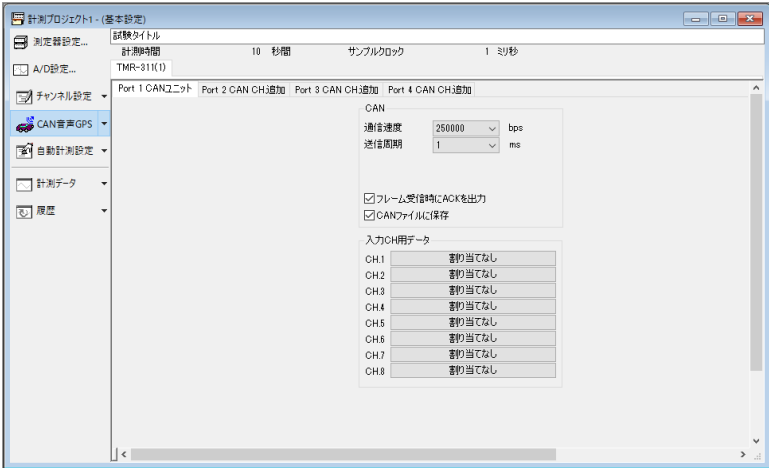 計測プロジェクト1 - (基本設定)
測定器設定...
A/D設定...
チャンネル設定
CAN音声GPS
自動計測設定
計測データ
履歴
試験タイトル
計測時間 10 秒間 サンプルクロック 1 ミリ秒
TMR-311(1)
Port 1 CANユニット Port 2 CAN CH追加 Port 3 CAN CH追加 Port 4 CAN CH追加
CAN
通信速度 250000 bps
送信周期 1 ms
フレーム受信時にACKを出力
CANファイルに保存
入力CH用データ
CH.1 割り当てなし
CH.2 割り当てなし
CH.3 割り当てなし
CH.4 割り当てなし
CH.5 割り当てなし
CH.6 割り当てなし
CH.7 割り当てなし
CH.8 割り当てなし